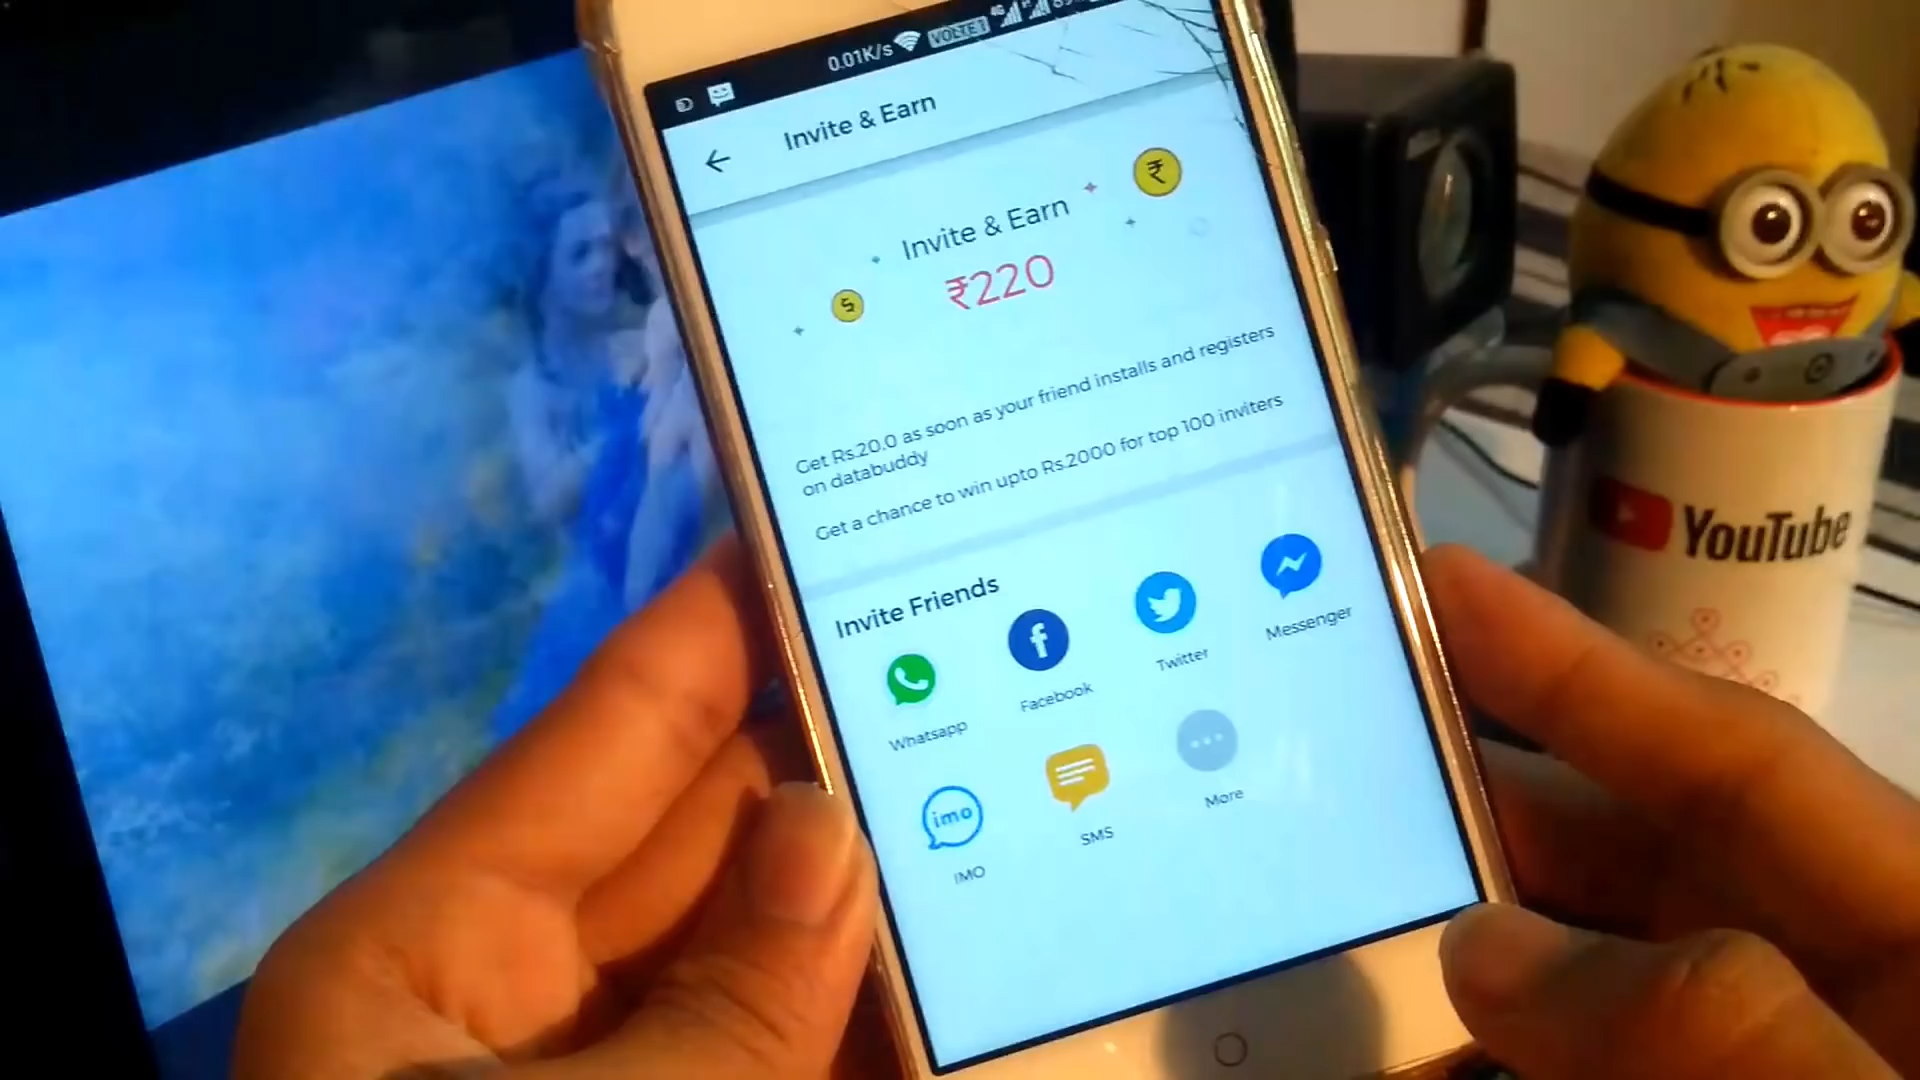 0.01K/s VOLTE 1
Invite & Earn
Invite & Earn
₹220
Get Rs.20.0 as soon as your friend installs and registers
on databuddy
Get a chance to win upto Rs.2000 for top 100 inviters
Invite Friends
Whatsapp
Facebook
Twitter
Messenger
imo
IMO
SMS
More
YouTube